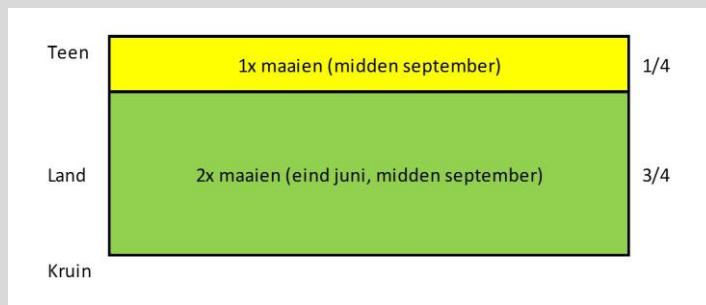 Teen
1x maaien (midden september)
1/4
Land
2x maaien (eind juni, midden september)
3/4
Kruin